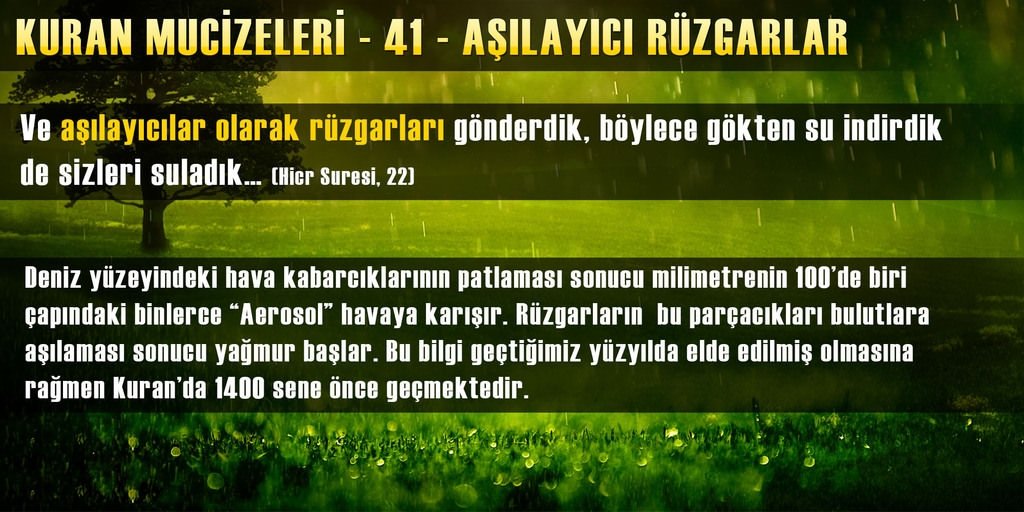 KURAN MUCİZELERİ - 41 - AŞILAYICI RÜZGARLAR
Ve aşılayıcılar olarak rüzgarları gönderdik, böylece gökten su indirdik
de sizleri suladık... (Hicr Suresi, 22)
Deniz yüzeyindeki hava kabarcıklarının patlaması sonucu milimetrenin 100'de biri
çapındaki binlerce “Aerosol” havaya karışır. Rüzgarların bu parçacıkları bulutlara
aşılaması sonucu yağmur başlar. Bu bilgi geçtiğimiz yüzyılda elde edilmiş olmasına
rağmen Kuran'da 1400 sene önce geçmektedir.